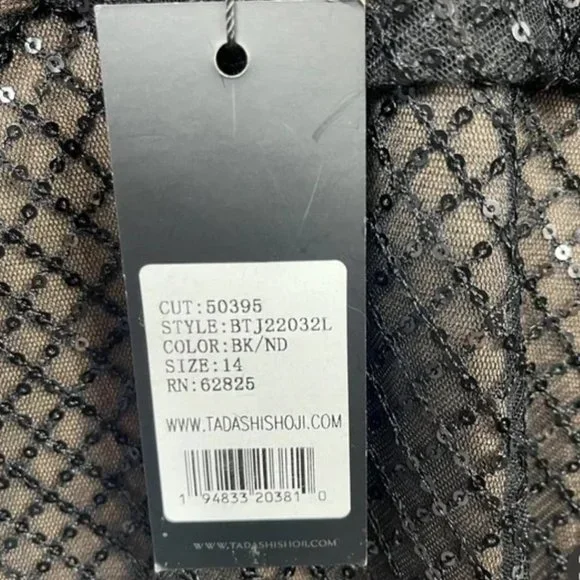 CUT:50395
STYLE:BTJ22032L
COLOR:BK/ND
SIZE:14
RN:62825
WWW.TADASHISHOJI.COM
1 94833 20381 0
WWW.TADASHISHOJI.COM